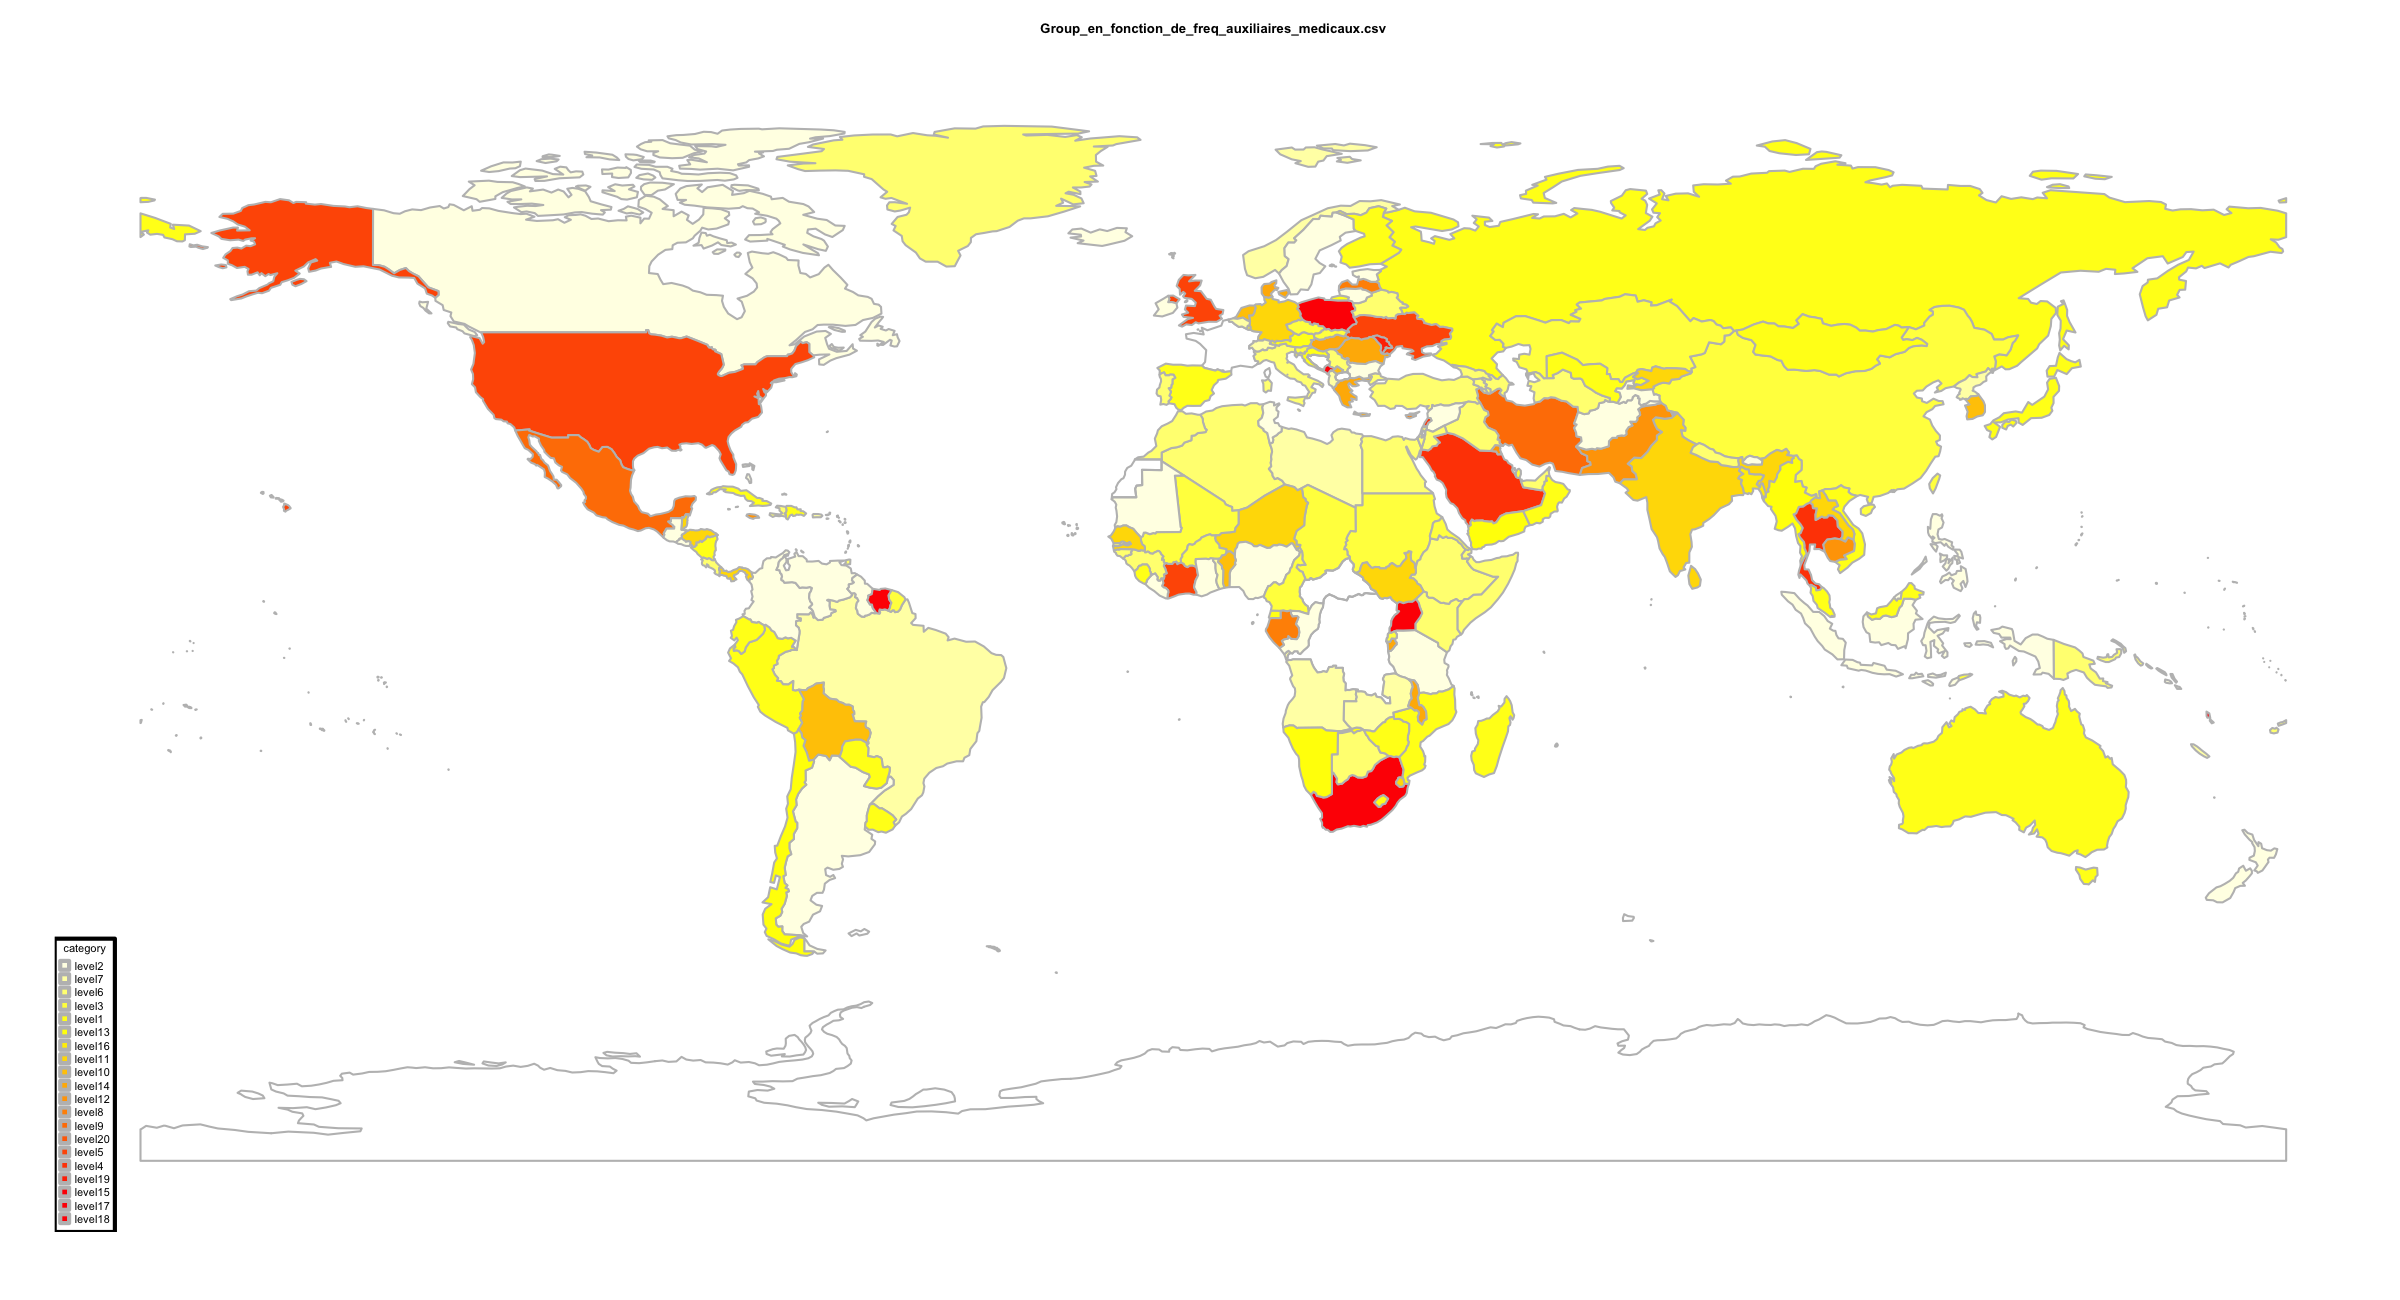 Group_en_fonction_de_freq_auxiliaires_medicaux.csv
category
level2
level7
level6
level3
level1
level13
level16
level11
level10
level14
level12
level8
level9
level20
level5
level4
level19
level15
level17
level18